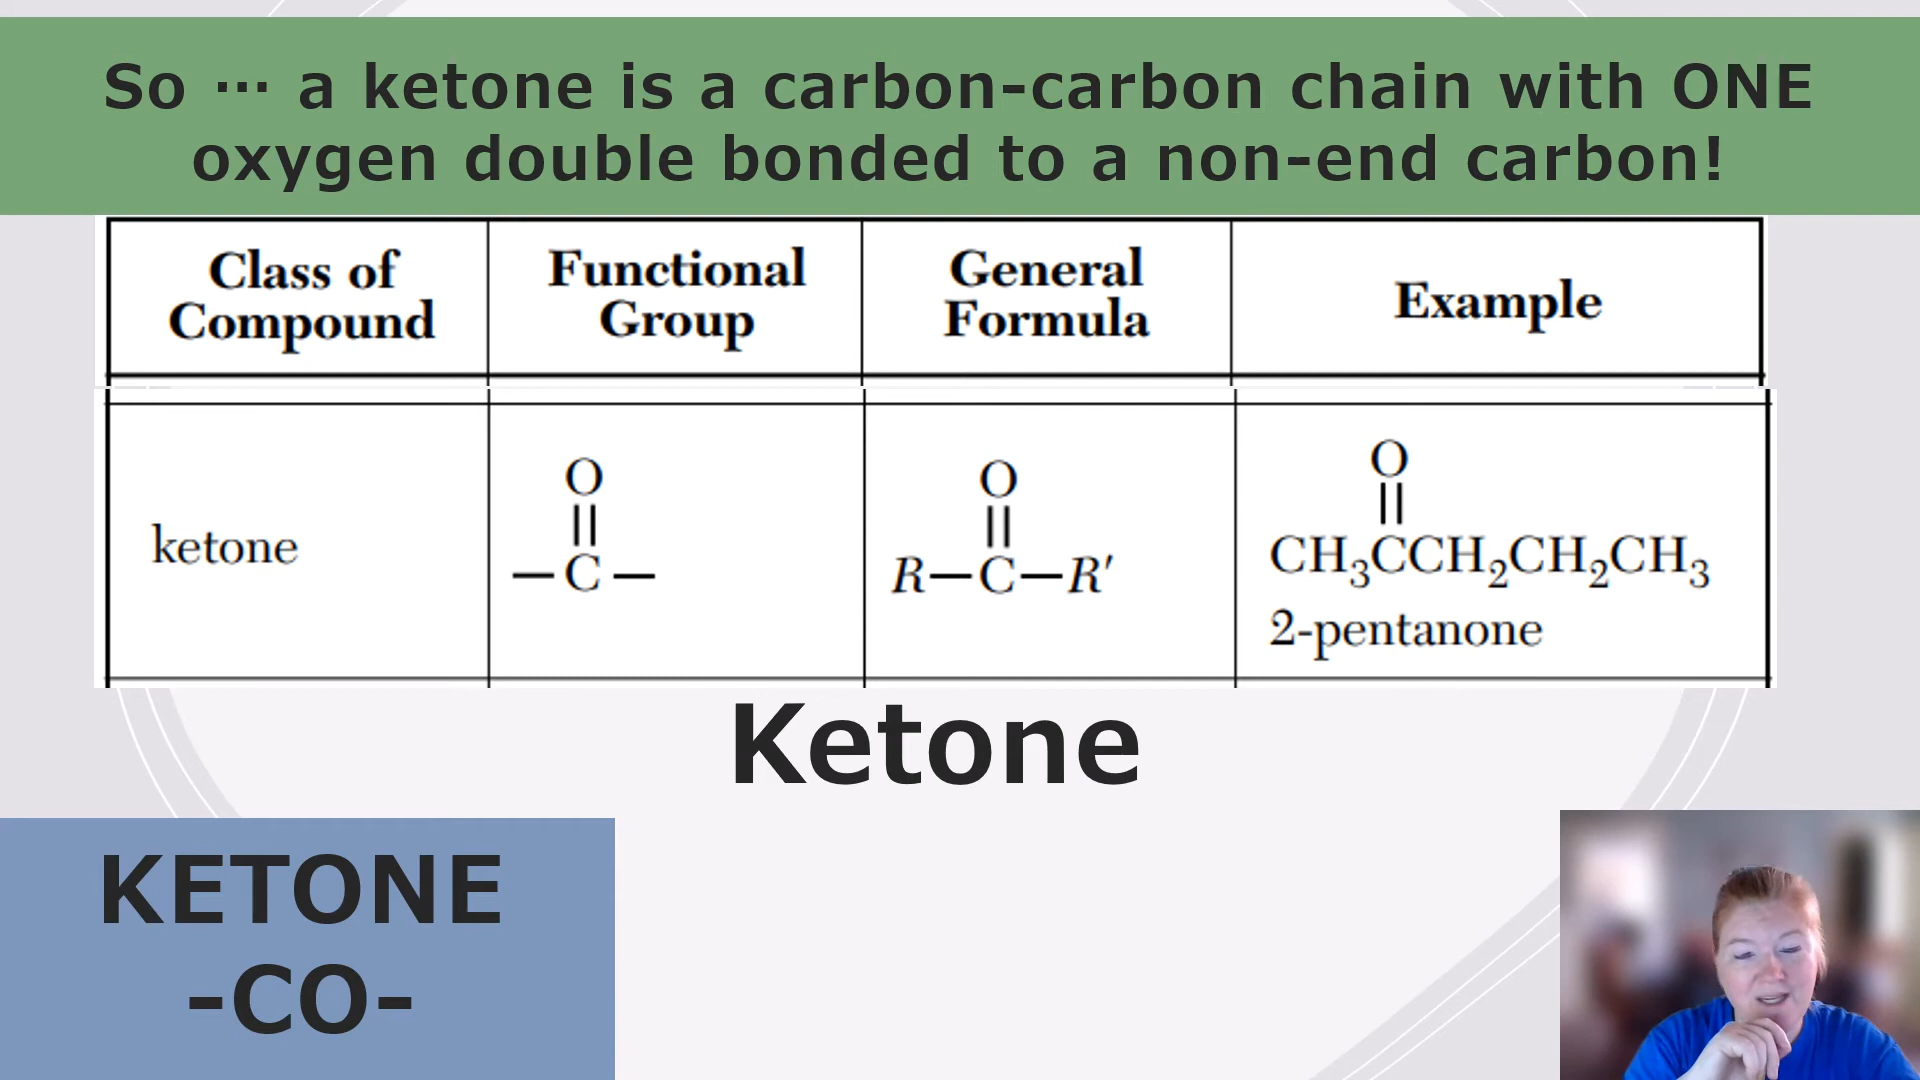 So ··· a ketone is a carbon-carbon chain with ONE
oxygen double bonded to a non-end carbon!
Class of
Compound
Functional
Group
General
Formula
Example
ketone
O
||
—C—
O
||
R—C—R′
O
||
CH₃CCH₂CH₂CH₃
2-pentanone
Ketone
KETONE
-CO-